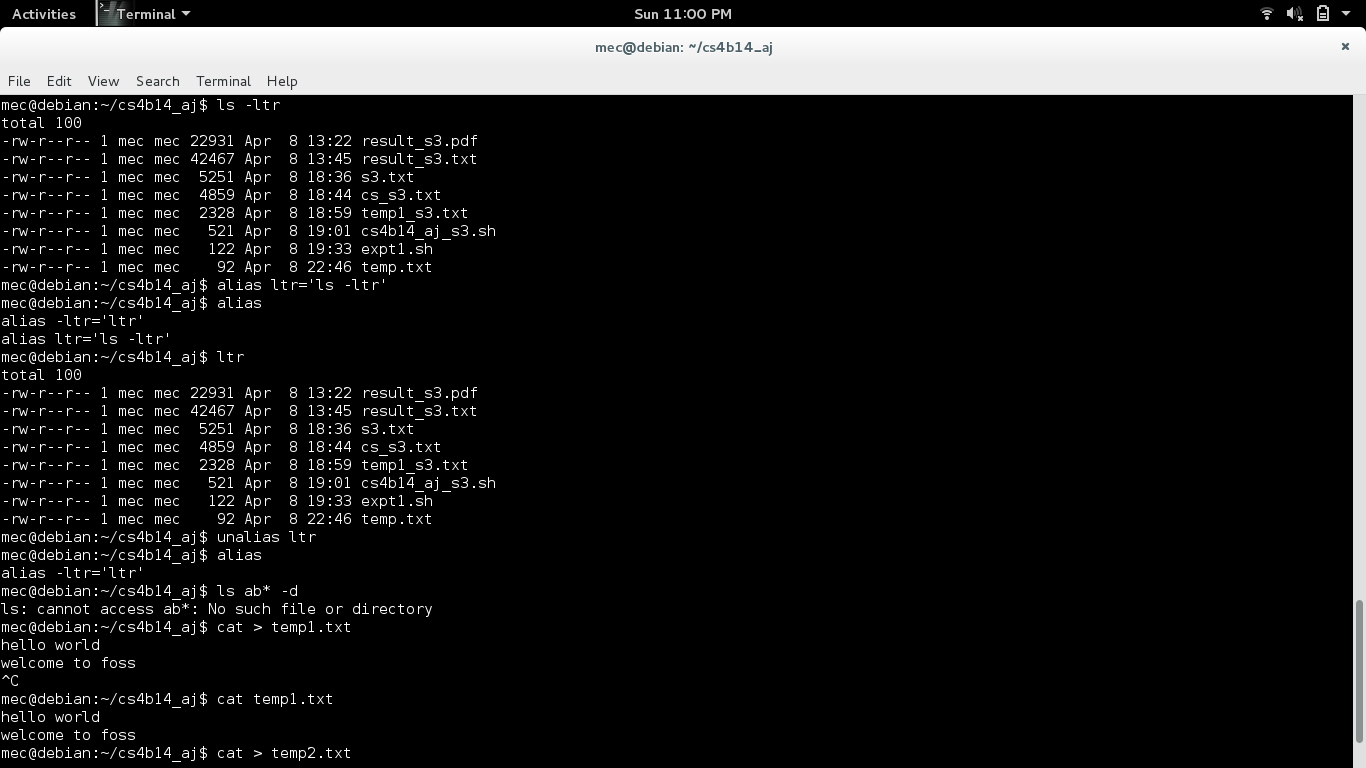 Activities Terminal Sun 11:00 PM
mec@debian: ~/cs4b14_aj ×
File Edit View Search Terminal Help
mec@debian:~/cs4b14_aj$ ls -ltr
total 100
-rw-r--r-- 1 mec mec 22931 Apr  8 13:22 result_s3.pdf
-rw-r--r-- 1 mec mec 42467 Apr  8 13:45 result_s3.txt
-rw-r--r-- 1 mec mec  5251 Apr  8 18:36 s3.txt
-rw-r--r-- 1 mec mec  4859 Apr  8 18:44 cs_s3.txt
-rw-r--r-- 1 mec mec  2328 Apr  8 18:59 temp1_s3.txt
-rw-r--r-- 1 mec mec   521 Apr  8 19:01 cs4b14_aj_s3.sh
-rw-r--r-- 1 mec mec   122 Apr  8 19:33 expt1.sh
-rw-r--r-- 1 mec mec    92 Apr  8 22:46 temp.txt
mec@debian:~/cs4b14_aj$ alias ltr='ls -ltr'
mec@debian:~/cs4b14_aj$ alias
alias -ltr='ltr'
alias ltr='ls -ltr'
mec@debian:~/cs4b14_aj$ ltr
total 100
-rw-r--r-- 1 mec mec 22931 Apr  8 13:22 result_s3.pdf
-rw-r--r-- 1 mec mec 42467 Apr  8 13:45 result_s3.txt
-rw-r--r-- 1 mec mec  5251 Apr  8 18:36 s3.txt
-rw-r--r-- 1 mec mec  4859 Apr  8 18:44 cs_s3.txt
-rw-r--r-- 1 mec mec  2328 Apr  8 18:59 temp1_s3.txt
-rw-r--r-- 1 mec mec   521 Apr  8 19:01 cs4b14_aj_s3.sh
-rw-r--r-- 1 mec mec   122 Apr  8 19:33 expt1.sh
-rw-r--r-- 1 mec mec    92 Apr  8 22:46 temp.txt
mec@debian:~/cs4b14_aj$ unalias ltr
mec@debian:~/cs4b14_aj$ alias
alias -ltr='ltr'
mec@debian:~/cs4b14_aj$ ls ab* -d
ls: cannot access ab*: No such file or directory
mec@debian:~/cs4b14_aj$ cat > temp1.txt
hello world
welcome to foss
^C
mec@debian:~/cs4b14_aj$ cat temp1.txt
hello world
welcome to foss
mec@debian:~/cs4b14_aj$ cat > temp2.txt